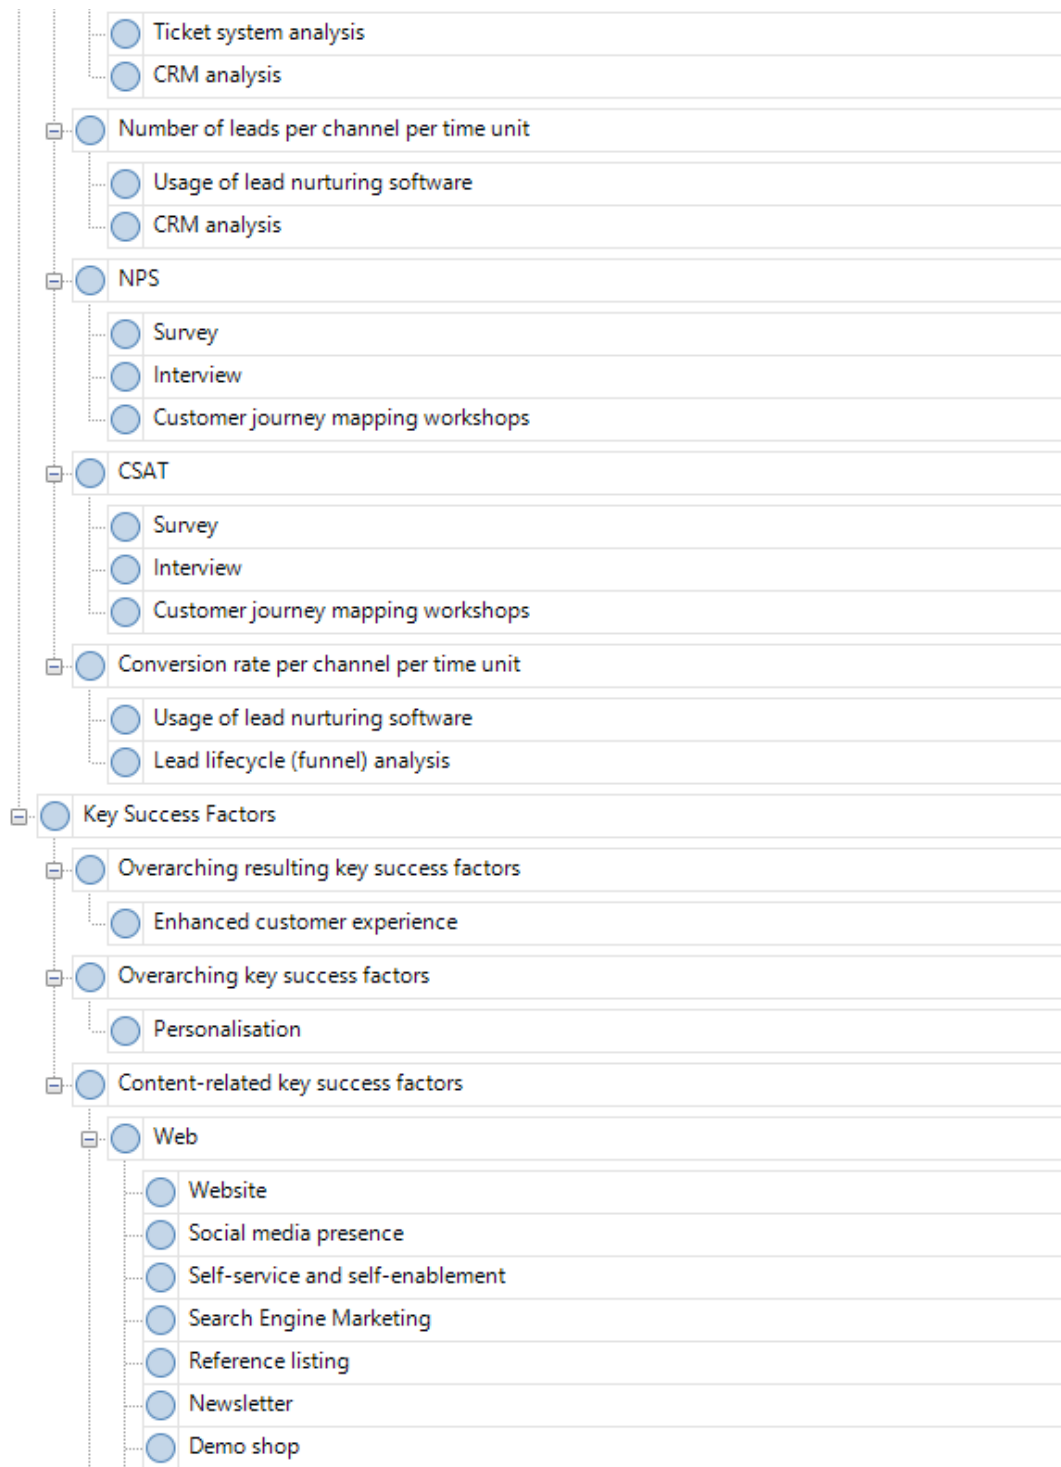 Ticket system analysis
CRM analysis
Number of leads per channel per time unit
Usage of lead nurturing software
CRM analysis
NPS
Survey
Interview
Customer journey mapping workshops
CSAT
Survey
Interview
Customer journey mapping workshops
Conversion rate per channel per time unit
Usage of lead nurturing software
Lead lifecycle (funnel) analysis
Key Success Factors
Overarching resulting key success factors
Enhanced customer experience
Overarching key success factors
Personalisation
Content-related key success factors
Web
Website
Social media presence
Self-service and self-enablement
Search Engine Marketing
Reference listing
Newsletter
Demo shop